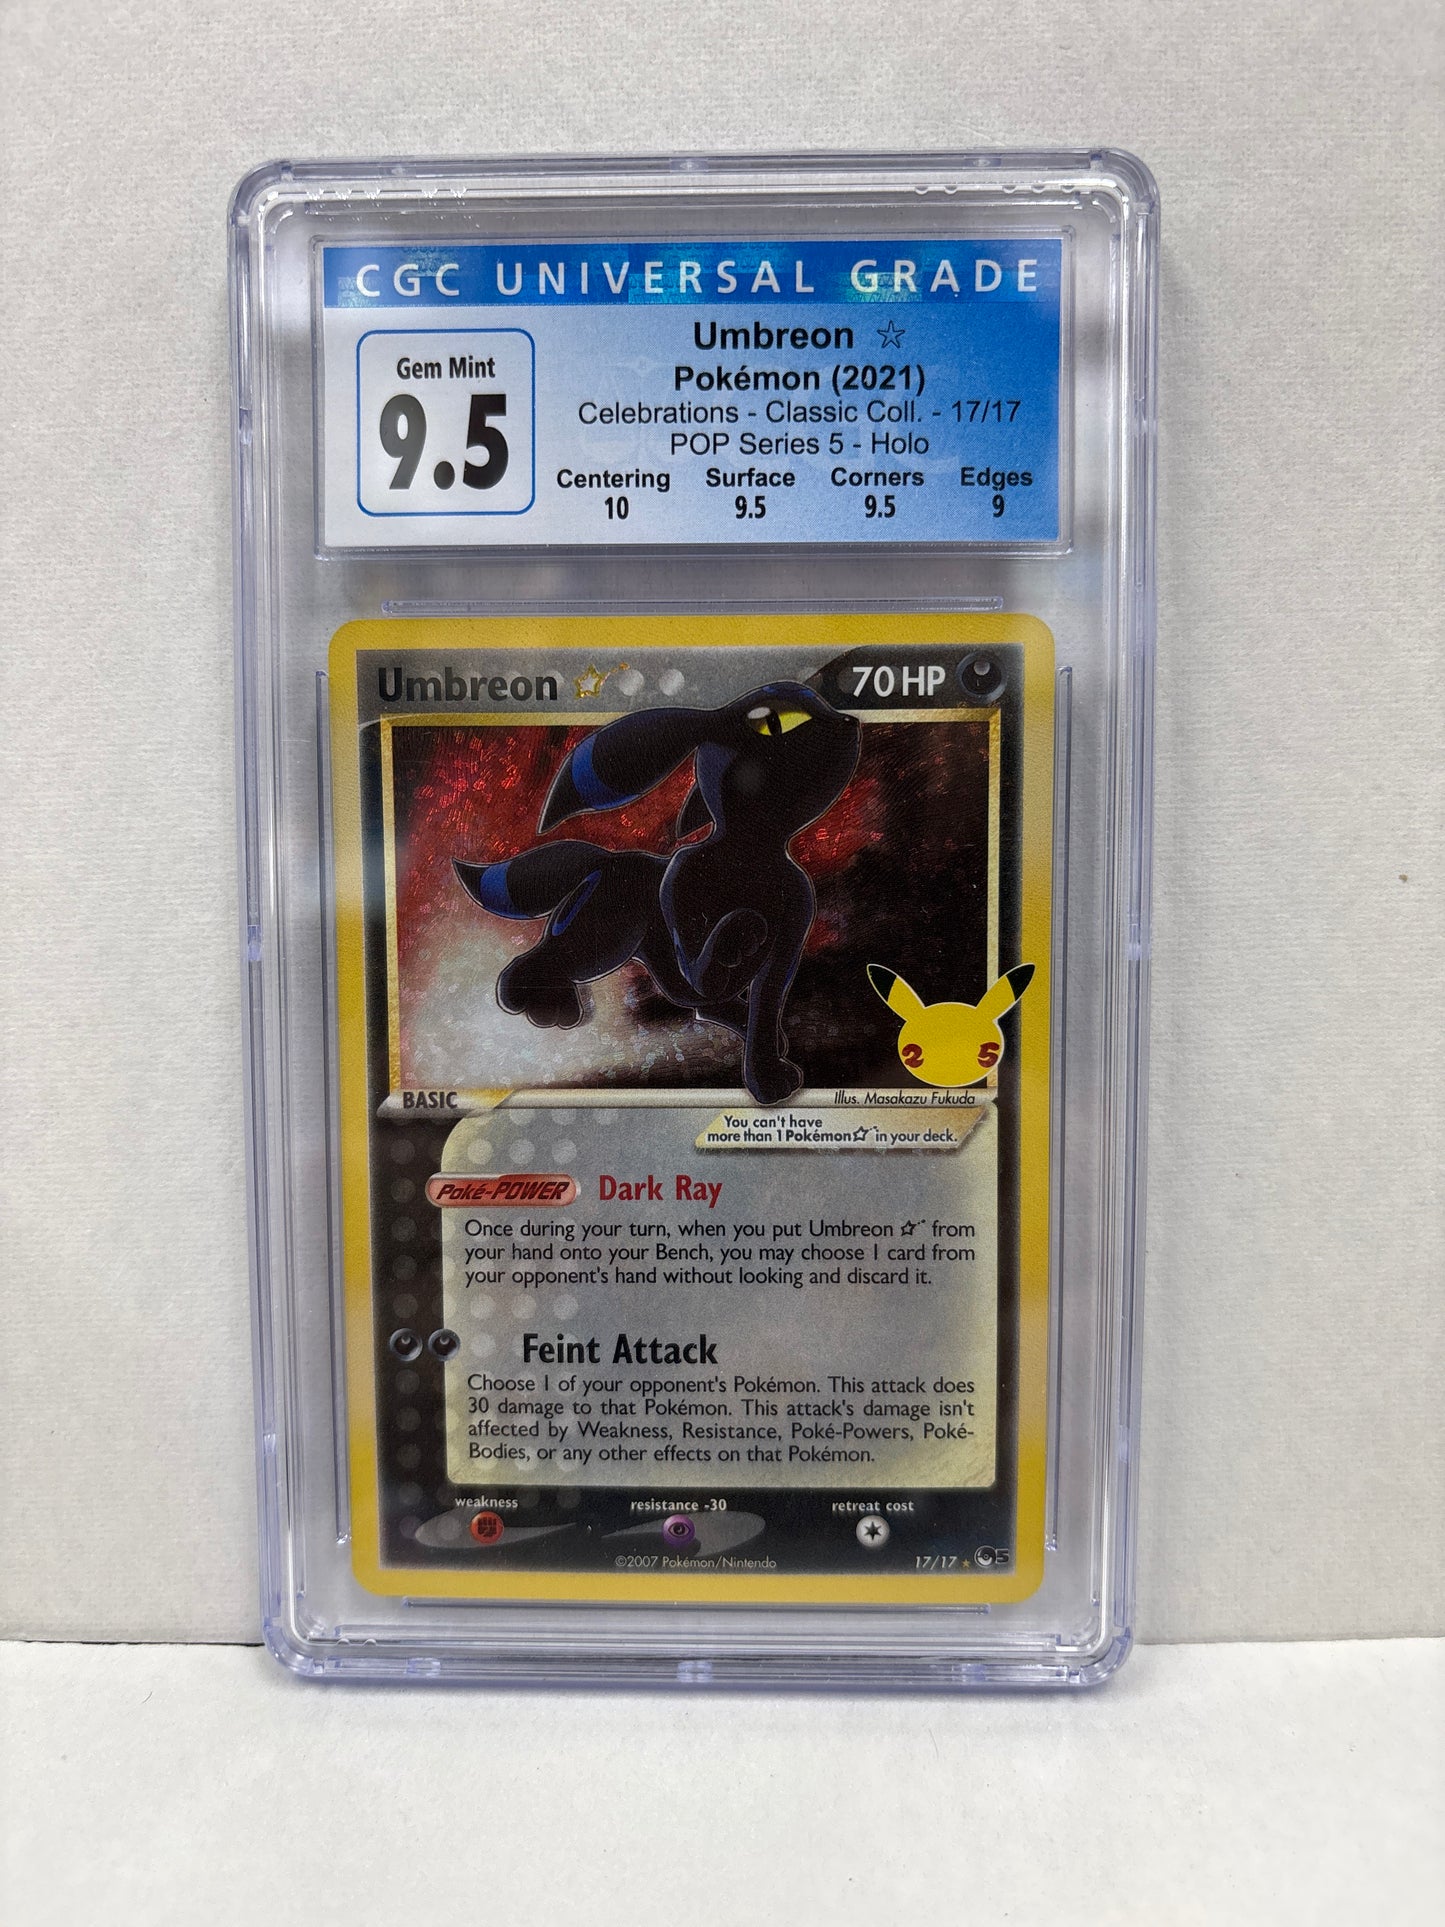 CGC UNIVERSAL GRADE
Gem Mint
9.5
Umbreon ☆
Pokémon (2021)
Celebrations - Classic Coll. - 17/17
POP Series 5 - Holo
Centering Surface Corners Edges
10 9.5 9.5 9
Umbreon ☆ 70 HP
2 5
BASIC
Illus. Masakazu Fukuda
You can't have
more than 1 Pokémon ☆ in your deck.
Poké-POWER Dark Ray
Once during your turn, when you put Umbreon ☆ from
your hand onto your Bench, you may choose 1 card from
your opponent's hand without looking and discard it.
Feint Attack
Choose 1 of your opponent's Pokémon. This attack does
30 damage to that Pokémon. This attack's damage isn't
affected by Weakness, Resistance, Poké-Powers, Poké-
Bodies, or any other effects on that Pokémon.
weakness resistance -30 retreat cost
©2007 Pokémon/Nintendo
17/17 ★ 5